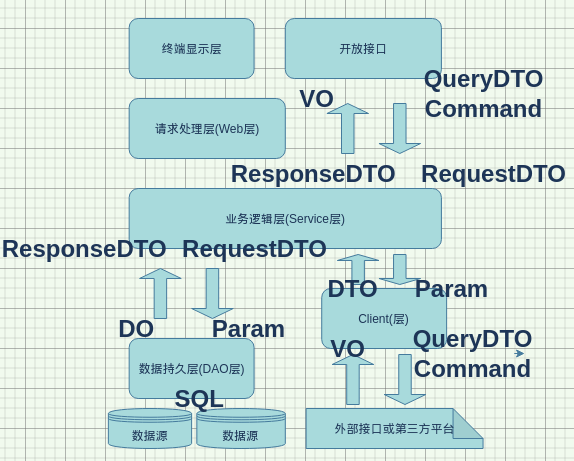 终端显示层
开放接口
QueryDTO
VO
Command
请求处理层(Web层)
ResponseDTO
RequestDTO
业务逻辑层(Service层)
ResponseDTO
RequestDTO
DTO
Param
Client(层)
DO
Param
VO
QueryDTO
Command
数据持久层(DAO层)
SQL
数据源
数据源
外部接口或第三方平台